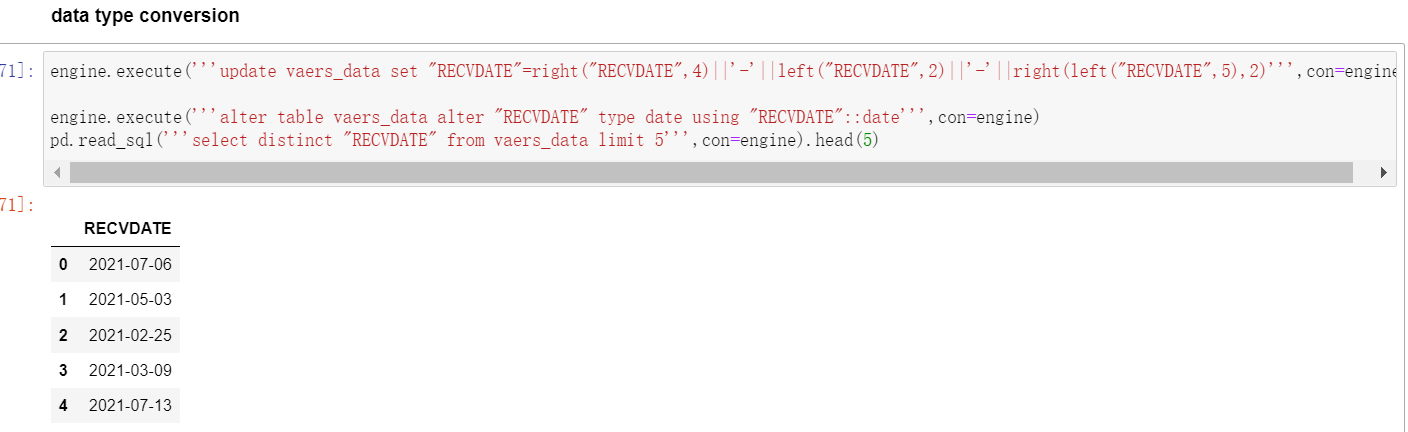 data type conversion
71]: engine.execute('''update vaers_data set "RECVDATE"=right("RECVDATE",4)||'-'||left("RECVDATE",2)||'-'||right(left("RECVDATE",5),2)''',con=engine
engine.execute('''alter table vaers_data alter "RECVDATE" type date using "RECVDATE"::date''',con=engine)
pd.read_sql('''select distinct "RECVDATE" from vaers_data limit 5''',con=engine).head(5)
71]:
RECVDATE
0 2021-07-06
1 2021-05-03
2 2021-02-25
3 2021-03-09
4 2021-07-13